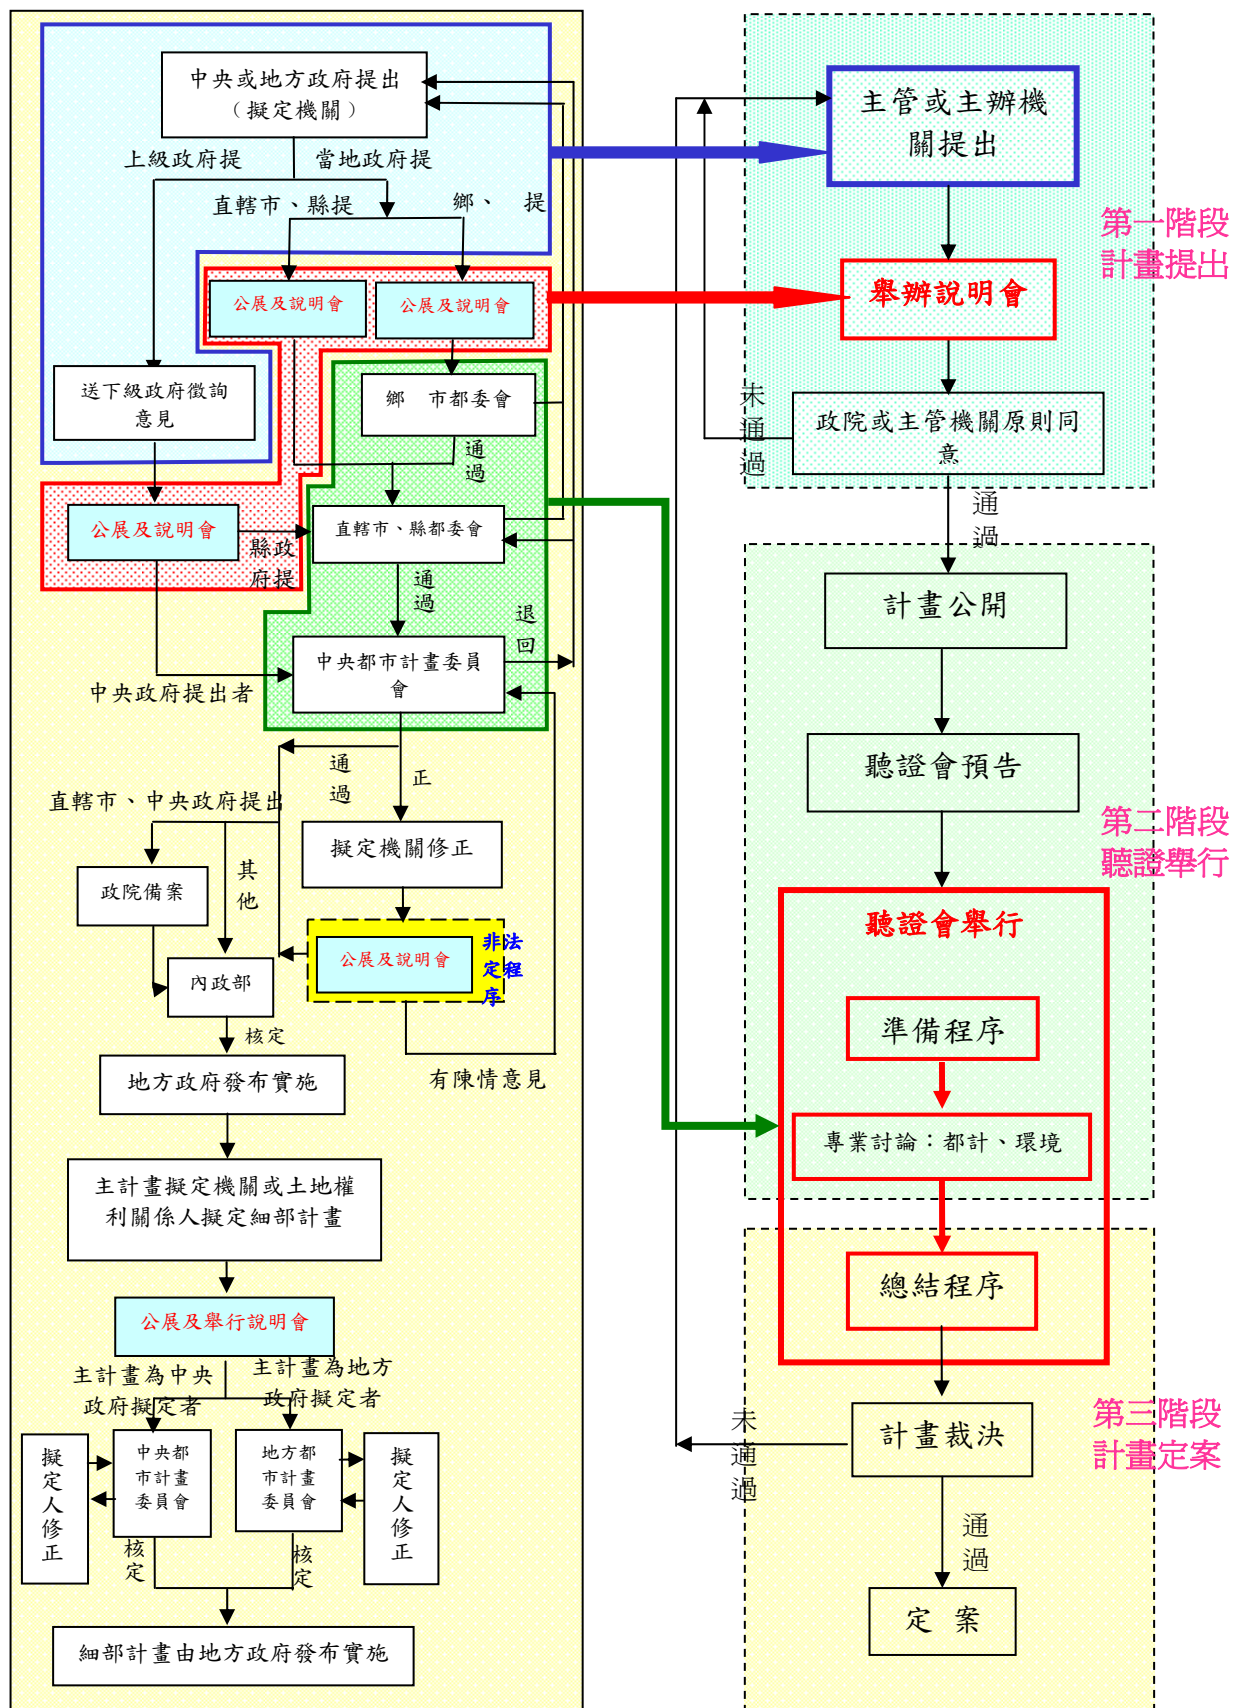 中央或地方政府提出
（擬定機關）
上級政府提
當地政府提
直轄市、縣提
鄉、　提
公展及說明會
公展及說明會
送下級政府徵詢
意見
鄉　市都委會
通
過
公展及說明會
縣政
府提
直轄市、縣都委會
通
過
退
回
中央都市計畫委員
會
中央政府提出者
通
過
正
直轄市、中央政府提出
擬定機關修正
政院備案
其
他
公展及說明會
非法
定程
序
內政部
核定
有陳情意見
地方政府發布實施
主計畫擬定機關或土地權
利關係人擬定細部計畫
公展及舉行說明會
主計畫為中央
政府擬定者
主計畫為地方
政府擬定者
擬
定
人
修
正
中央都
市計畫
委員會
地方都
市計畫
委員會
擬
定
人
修
正
核
定
核
定
細部計畫由地方政府發布實施
主管或主辦機
關提出
第一階段
計畫提出
舉辦說明會
未
通
過
政院或主管機關原則同
意
通
過
計畫公開
聽證會預告
第二階段
聽證舉行
聽證會舉行
準備程序
專業討論：都計、環境
總結程序
計畫裁決
第三階段
計畫定案
未
通
過
通
過
定 案